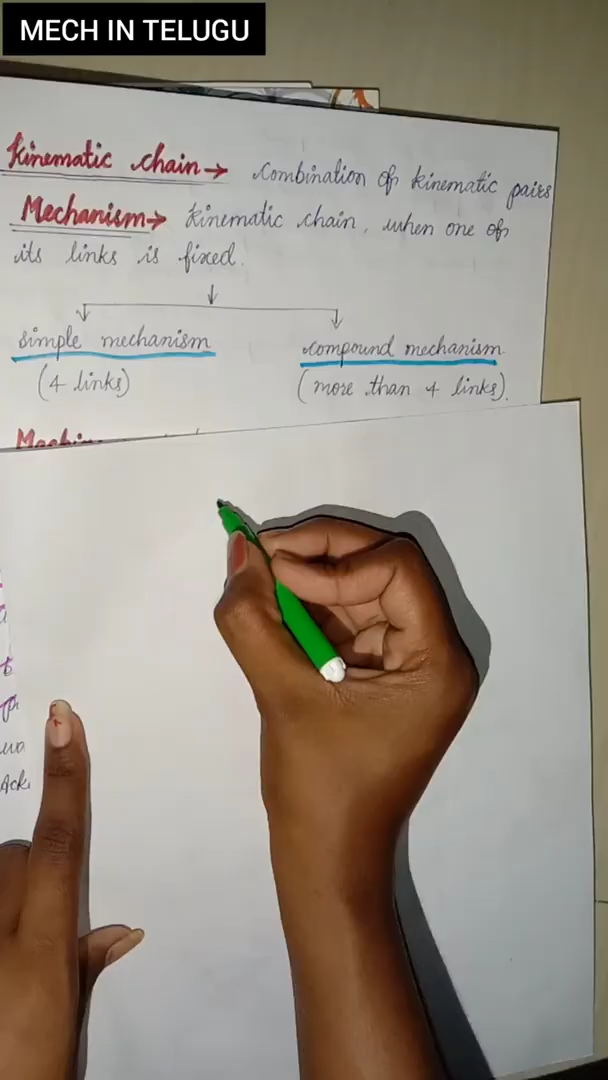 MECH IN TELUGU
Kinematic chain → combination of kinematic pairs
Mechanism → kinematic chain, when one of
its links is fixed.
simple mechanism
compound mechanism
(4 links)
(more than 4 links).
Ack